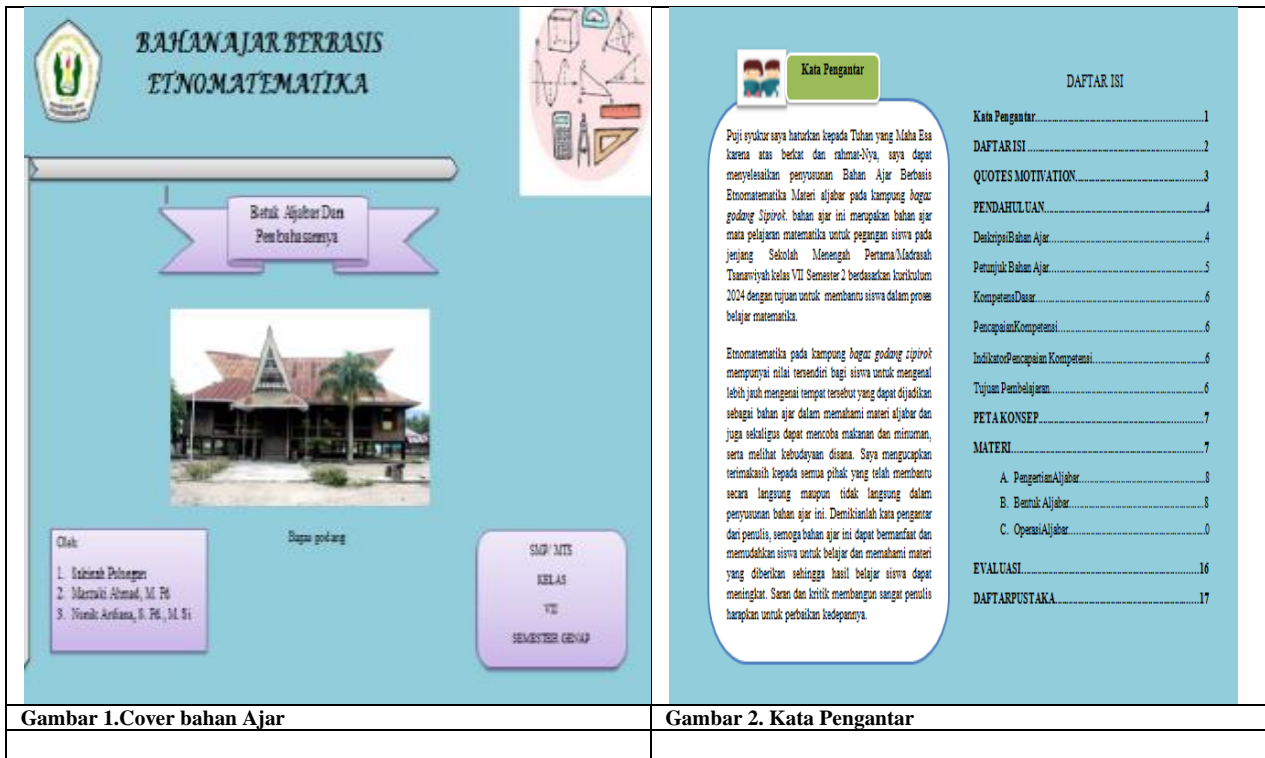 BAHAN AJAR BERBASIS
ETNOMATEMATIKA
Betuk Aljabar Dan
Pembahasannya
Bagas godang
Oleh:
1.
2. Ahmad, M. Pd
3. Ardiana, S. Pd., M. Si
SMP/ MTS
KELAS
VII
SEMESTER GENAP
Gambar 1.Cover bahan Ajar
Kata Pengantar
Puji syukur saya haturkan kepada Tuhan yang Maha Esa
karena atas berkat dan rahmat-Nya, saya dapat
menyelesaikan penyusunan Bahan Ajar Berbasis
Etnomatematika Materi aljabar pada kampung bagas
godang Sipirok. bahan ajar ini merupakan bahan ajar
mata pelajaran matematika untuk pegangan siswa pada
jenjang Sekolah Menengah Pertama/Madrasah
Tsanawiyah kelas VII Semester 2 berdasarkan kurikulum
2024 dengan tujuan untuk membantu siswa dalam proses
belajar matematika.
Etnomatematika pada kampung bagas godang sipirok
mempunyai nilai tersendiri bagi siswa untuk mengenal
lebih jauh mengenai tempat tersebut yang dapat dijadikan
sebagai bahan ajar dalam memahami materi aljabar dan
juga sekaligus dapat mencoba makanan dan minuman,
serta melihat kebudayaan disana. Saya mengucapkan
terimakasih kepada semua pihak yang telah membantu
secara langsung maupun tidak langsung dalam
penyusunan bahan ajar ini. Demikianlah kata pengantar
dari penulis, semoga bahan ajar ini dapat bermanfaat dan
memudahkan siswa untuk belajar dan memahami materi
yang diberikan sehingga hasil belajar siswa dapat
meningkat. Saran dan kritik membangun sangat penulis
harapkan untuk perbaikan kedepannya.
DAFTAR ISI
Kata Pengantar.....1
DAFTAR ISI.....2
QUOTES MOTIVATION.....3
PENDAHULUAN.....4
DeskripsiBahan Ajar.....4
Petunjuk Bahan Ajar.....5
KompetensDasar.....6
PencapaianKompetensi.....6
IndikatorPencapaian Kompetensi.....6
Tujuan Pembelajaran.....6
PETA KONSEP.....7
MATERI.....7
A. PengertianAljabar.....8
B. Bentuk Aljabar.....8
C. OperasiAljabar.....0
EVALUASI.....16
DAFTARPUSTAKA.....17
Gambar 2. Kata Pengantar